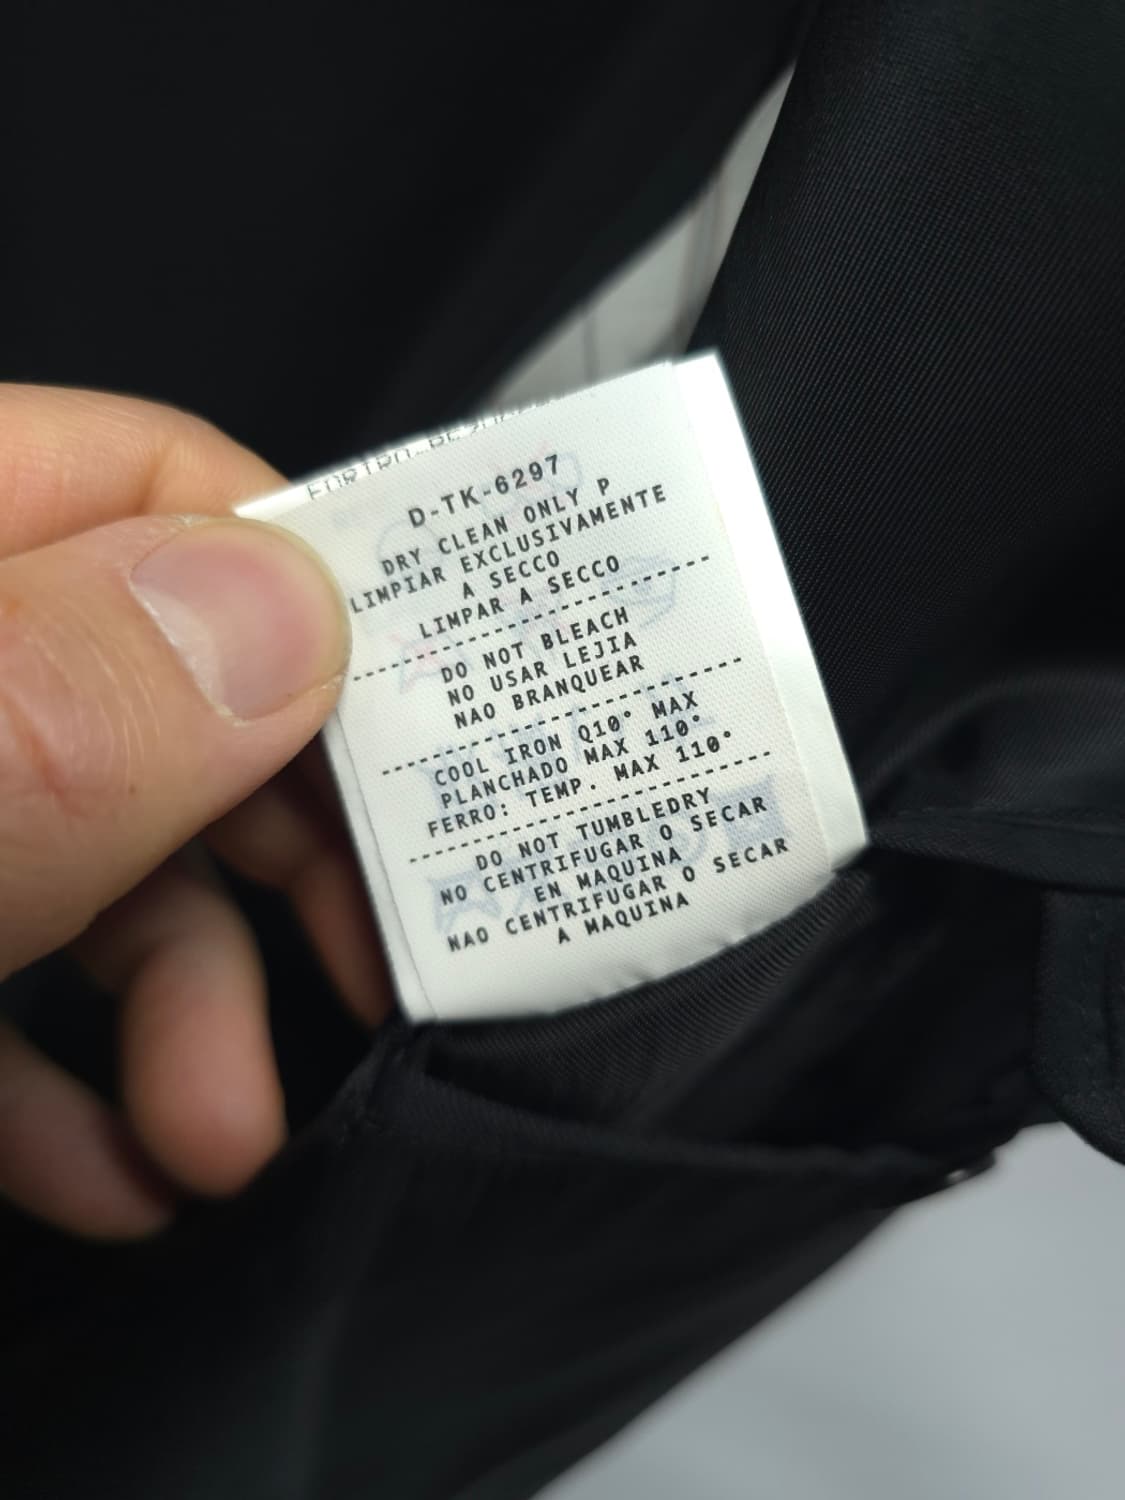 D-TK-6297
DRY CLEAN ONLY P
LIMPIAR EXCLUSIVAMENTE
A SECCO
LIMPAR A SECCO
DO NOT BLEACH
NO USAR LEJIA
NAO BRANQUEAR
COOL IRON Q10° MAX
PLANCHADO MAX 110°
FERRO: TEMP. MAX 110°
DO NOT TUMBLEDRY
NO CENTRIFUGAR O SECAR
EN MAQUINA
NAO CENTRIFUGAR O SECAR
A MAQUINA